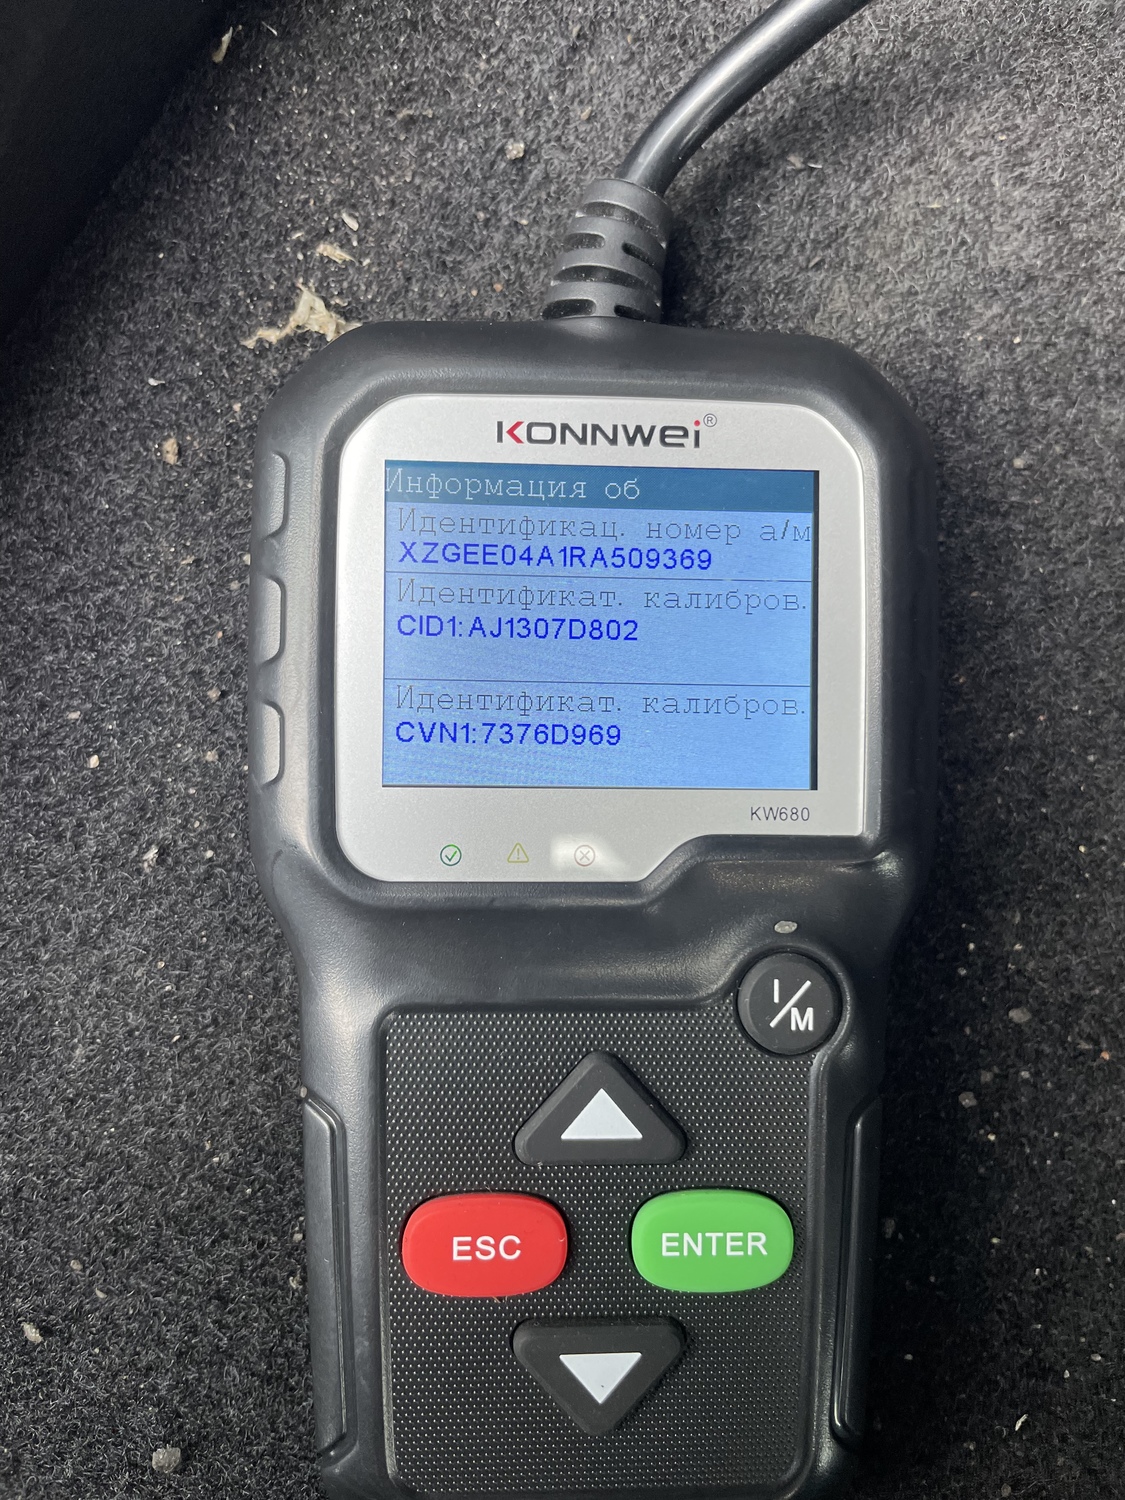 KONNWEI®
Информация об
Идентификац. номер а/м
XZGEE04A1RA509369
Идентификат. калибров.
CID1:AJ1307D802
Идентификат. калибров.
CVN1:7376D969
KW680
I/M
ESC
ENTER